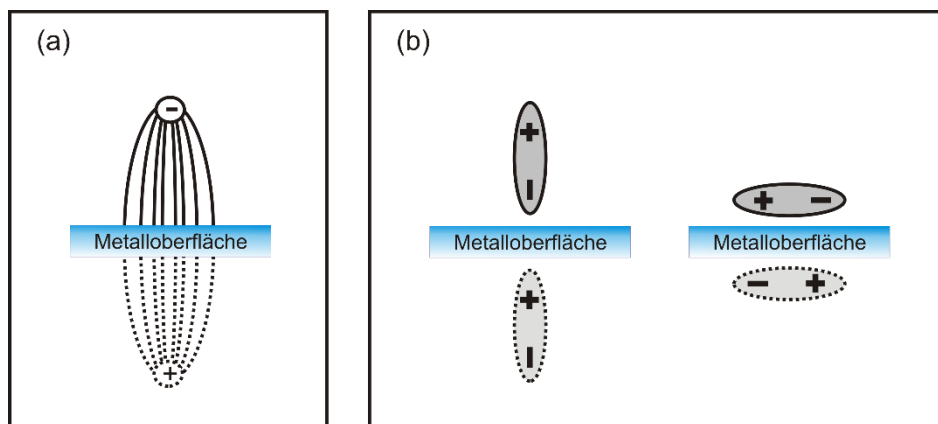 (a)
-
Metalloberfläche
+
(b)
+
-
Metalloberfläche
+
-
+ -
Metalloberfläche
- +